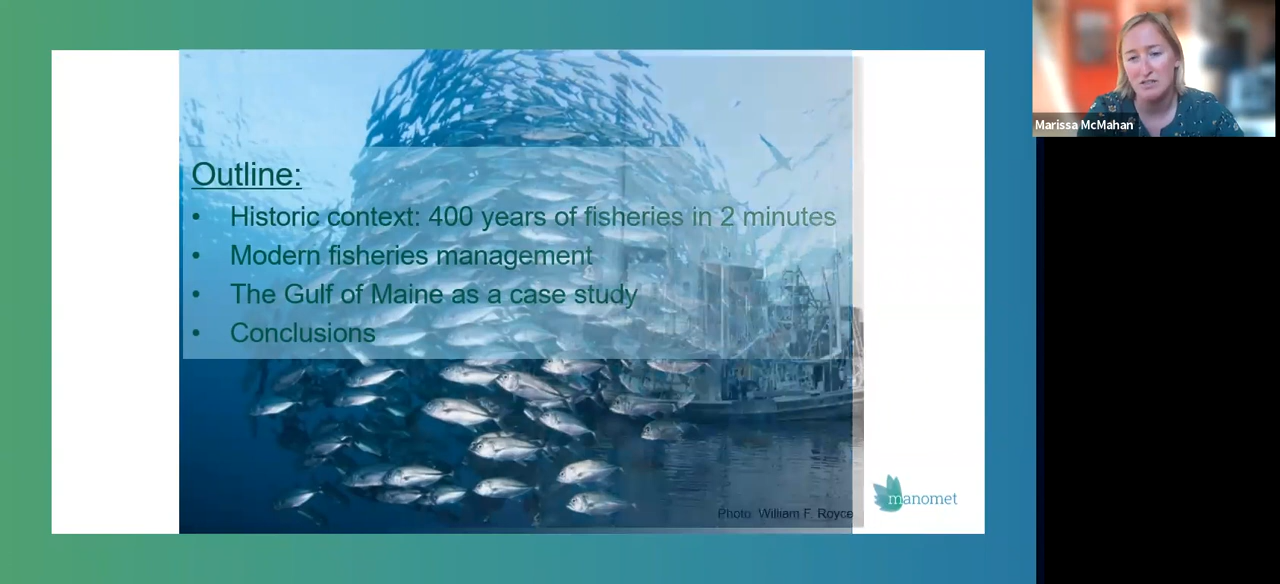 Outline:
• Historic context: 400 years of fisheries in 2 minutes
• Modern fisheries management
• The Gulf of Maine as a case study
• Conclusions
Photo: William F. Royce
manomet
Marissa McMahan